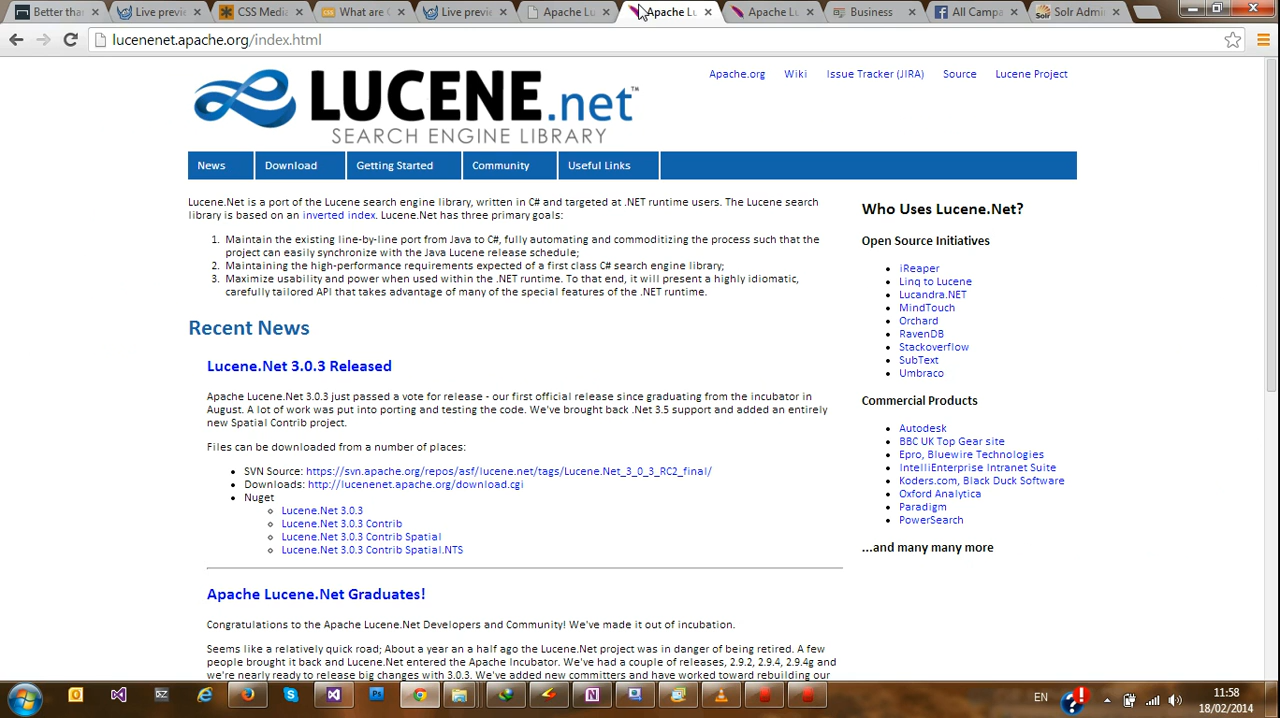 Better tha
Live previe
CSS Media
What are C
Live previe
Apache Lu
Apache Lu
Apache Lu
Business
All Campa
Solr Admi
lucenenet.apache.org/index.html
LUCENE.net™
SEARCH ENGINE LIBRARY
Apache.org Wiki Issue Tracker (JIRA) Source Lucene Project
News Download Getting Started Community Useful Links
Lucene.Net is a port of the Lucene search engine library, written in C# and targeted at .NET runtime users. The Lucene search
library is based on an inverted index. Lucene.Net has three primary goals:
1. Maintain the existing line-by-line port from Java to C#, fully automating and commoditizing the process such that the
project can easily synchronize with the Java Lucene release schedule;
2. Maintaining the high-performance requirements expected of a first class C# search engine library;
3. Maximize usability and power when used within the .NET runtime. To that end, it will present a highly idiomatic,
carefully tailored API that takes advantage of many of the special features of the .NET runtime.
Recent News
Lucene.Net 3.0.3 Released
Apache Lucene.Net 3.0.3 just passed a vote for release - our first official release since graduating from the incubator in
August. A lot of work was put into porting and testing the code. We've brought back .Net 3.5 support and added an entirely
new Spatial Contrib project.
Files can be downloaded from a number of places:
SVN Source: https://svn.apache.org/repos/asf/lucene.net/tags/Lucene.Net_3_0_3_RC2_final/
Downloads: http://lucenenet.apache.org/download.cgi
Nuget
Lucene.Net 3.0.3
Lucene.Net 3.0.3 Contrib
Lucene.Net 3.0.3 Contrib Spatial
Lucene.Net 3.0.3 Contrib Spatial.NTS
Apache Lucene.Net Graduates!
Congratulations to the Apache Lucene.Net Developers and Community! We've made it out of incubation.
Seems like a relatively quick road; About a year an a half ago the Lucene.Net project was in danger of being retired. A few
people brought it back and Lucene.Net entered the Apache Incubator. We've had a couple of releases, 2.9.2, 2.9.4, 2.9.4g and
we're nearly ready to release big changes with 3.0.3. We've added new committers and have worked toward rebuilding our
Who Uses Lucene.Net?
Open Source Initiatives
iReaper
Linq to Lucene
Lucandra.NET
MindTouch
Orchard
RavenDB
Stackoverflow
SubText
Umbraco
Commercial Products
Autodesk
BBC UK Top Gear site
Epro, Bluewire Technologies
IntelliEnterprise Intranet Suite
Koders.com, Black Duck Software
Oxford Analytica
Paradigm
PowerSearch
...and many many more
EN
11:58
18/02/2014